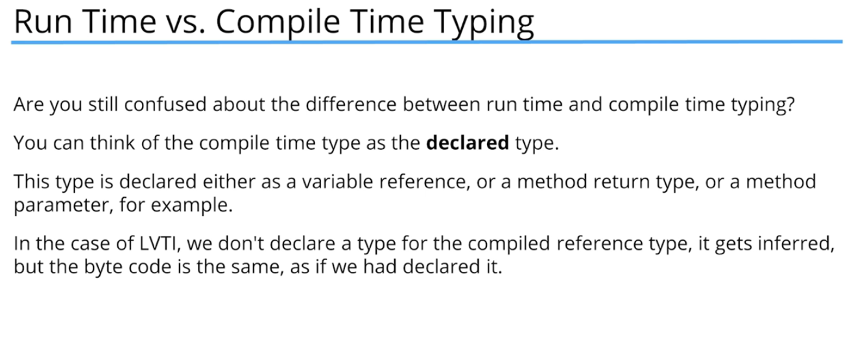 Run Time vs. Compile Time Typing
Are you still confused about the difference between run time and compile time typing?
You can think of the compile time type as the declared type.
This type is declared either as a variable reference, or a method return type, or a method
parameter, for example.
In the case of LVTI, we don't declare a type for the compiled reference type, it gets inferred,
but the byte code is the same, as if we had declared it.